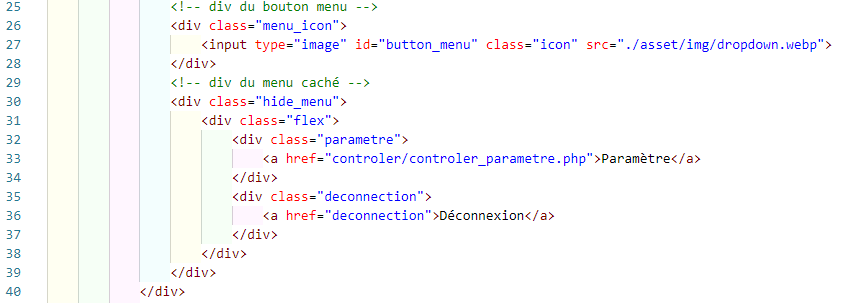 25 <!-- div du bouton menu -->
26 <div class="menu_icon">
27 <input type="image" id="button_menu" class="icon" src="./asset/img/dropdown.webp">
28 </div>
29 <!-- div du menu caché -->
30 <div class="hide_menu">
31 <div class="flex">
32 <div class="parametre">
33 <a href="controler/controler_parametre.php">Paramètre</a>
34 </div>
35 <div class="deconnection">
36 <a href="deconnection">Déconnexion</a>
37 </div>
38 </div>
39 </div>
40 </div>